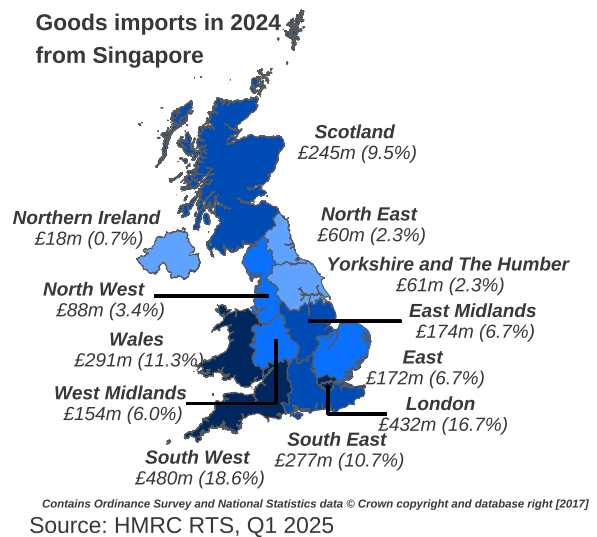 Goods imports in 2024
from Singapore
Scotland
£245m (9.5%)
Northern Ireland
£18m (0.7%)
North East
£60m (2.3%)
Yorkshire and The Humber
£61m (2.3%)
North West
£88m (3.4%)
East Midlands
£174m (6.7%)
Wales
£291m (11.3%)
East
£172m (6.7%)
West Midlands
£154m (6.0%)
London
£432m (16.7%)
South East
£277m (10.7%)
South West
£480m (18.6%)
Contains Ordinance Survey and National Statistics data © Crown copyright and database right [2017]
Source: HMRC RTS, Q1 2025